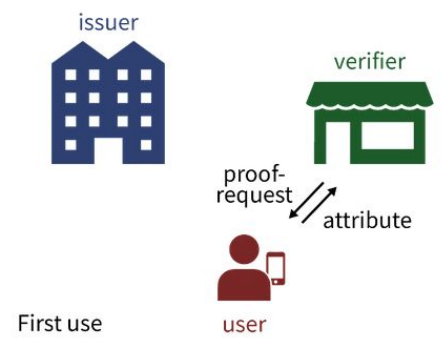 issuer
verifier
proof-
request
attribute
First use
user